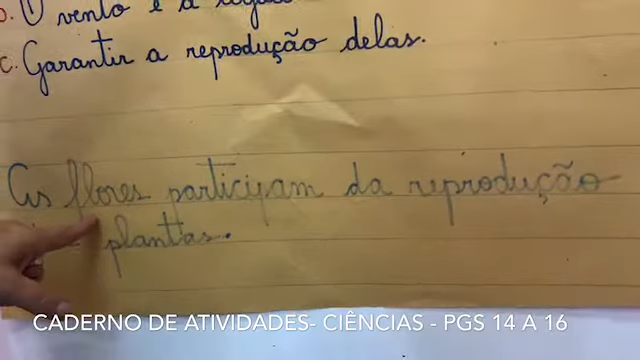 b. O vento e a
c. Garantir a reprodução delas.
As flores participam da reprodução
plantas.
CADERNO DE ATIVIDADES- CIÊNCIAS - PGS 14 A 16